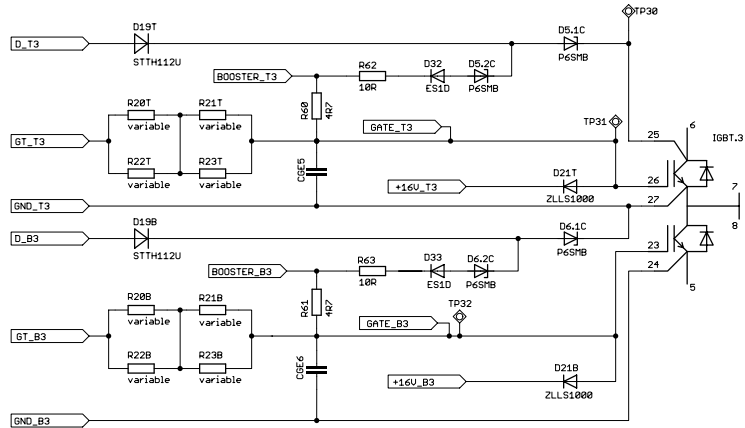 TP30
D19T
D5.1C
D_T3
STTH112U
P6SMB
R62
D32
D5.2C
BOOSTER_T3
10R
ES1D
P6SMB
R20T
R21T
R60
4R7
variable
variable
GATE_T3
TP31
6
IGBT.3
GT_T3
25
R22T
R23T
CGE5
D21T
variable
variable
+16V_T3
26
7
ZLLS1000
GND_T3
27
D19B
D6.1C
8
D_B3
STTH112U
P6SMB
23
R63
D33
D6.2C
BOOSTER_B3
24
10R
ES1D
P6SMB
5
R20B
R21B
R61
4R7
TP32
variable
variable
GATE_B3
GT_B3
R22B
R23B
CGE6
D21B
variable
variable
+16V_B3
ZLLS1000
GND_B3